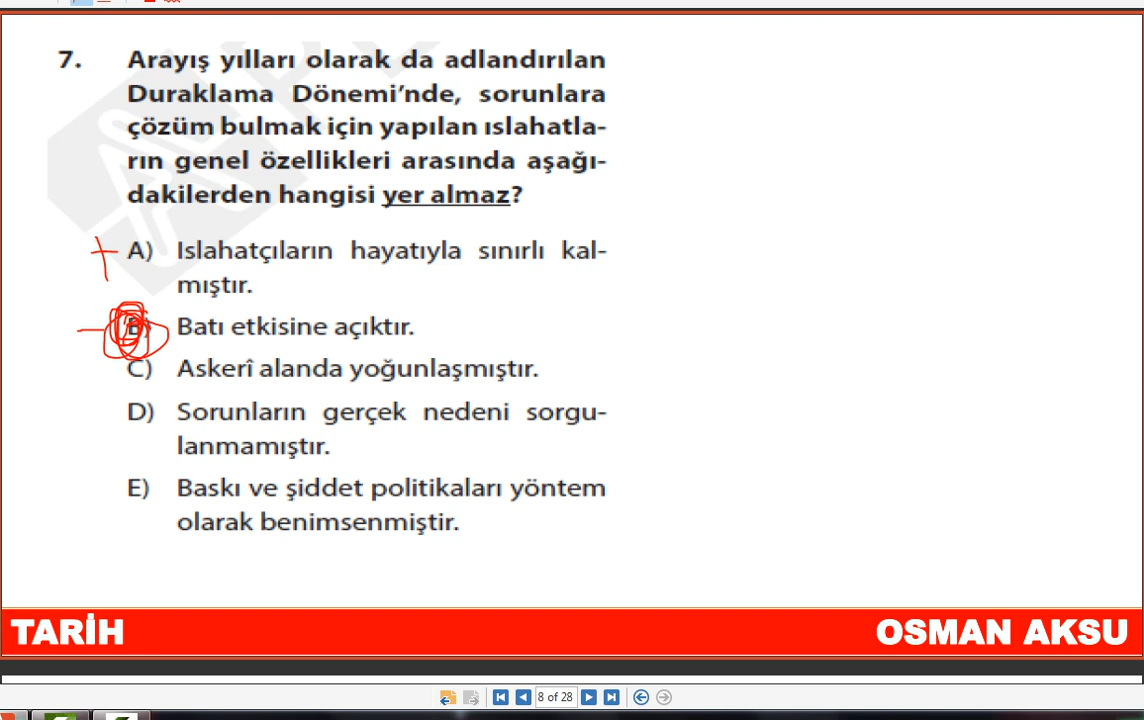 7. Arayış yılları olarak da adlandırılan
Duraklama Dönemi’nde, sorunlara
çözüm bulmak için yapılan ıslahatla-
rın genel özellikleri arasında aşağı-
dakilerden hangisi yer almaz?
A) Islahatçıların hayatıyla sınırlı kal-
mıştır.
B) Batı etkisine açıktır.
C) Askerî alanda yoğunlaşmıştır.
D) Sorunların gerçek nedeni sorgu-
lanmamıştır.
E) Baskı ve şiddet politikaları yöntem
olarak benimsenmiştir.
TARİH OSMAN AKSU
8 of 28